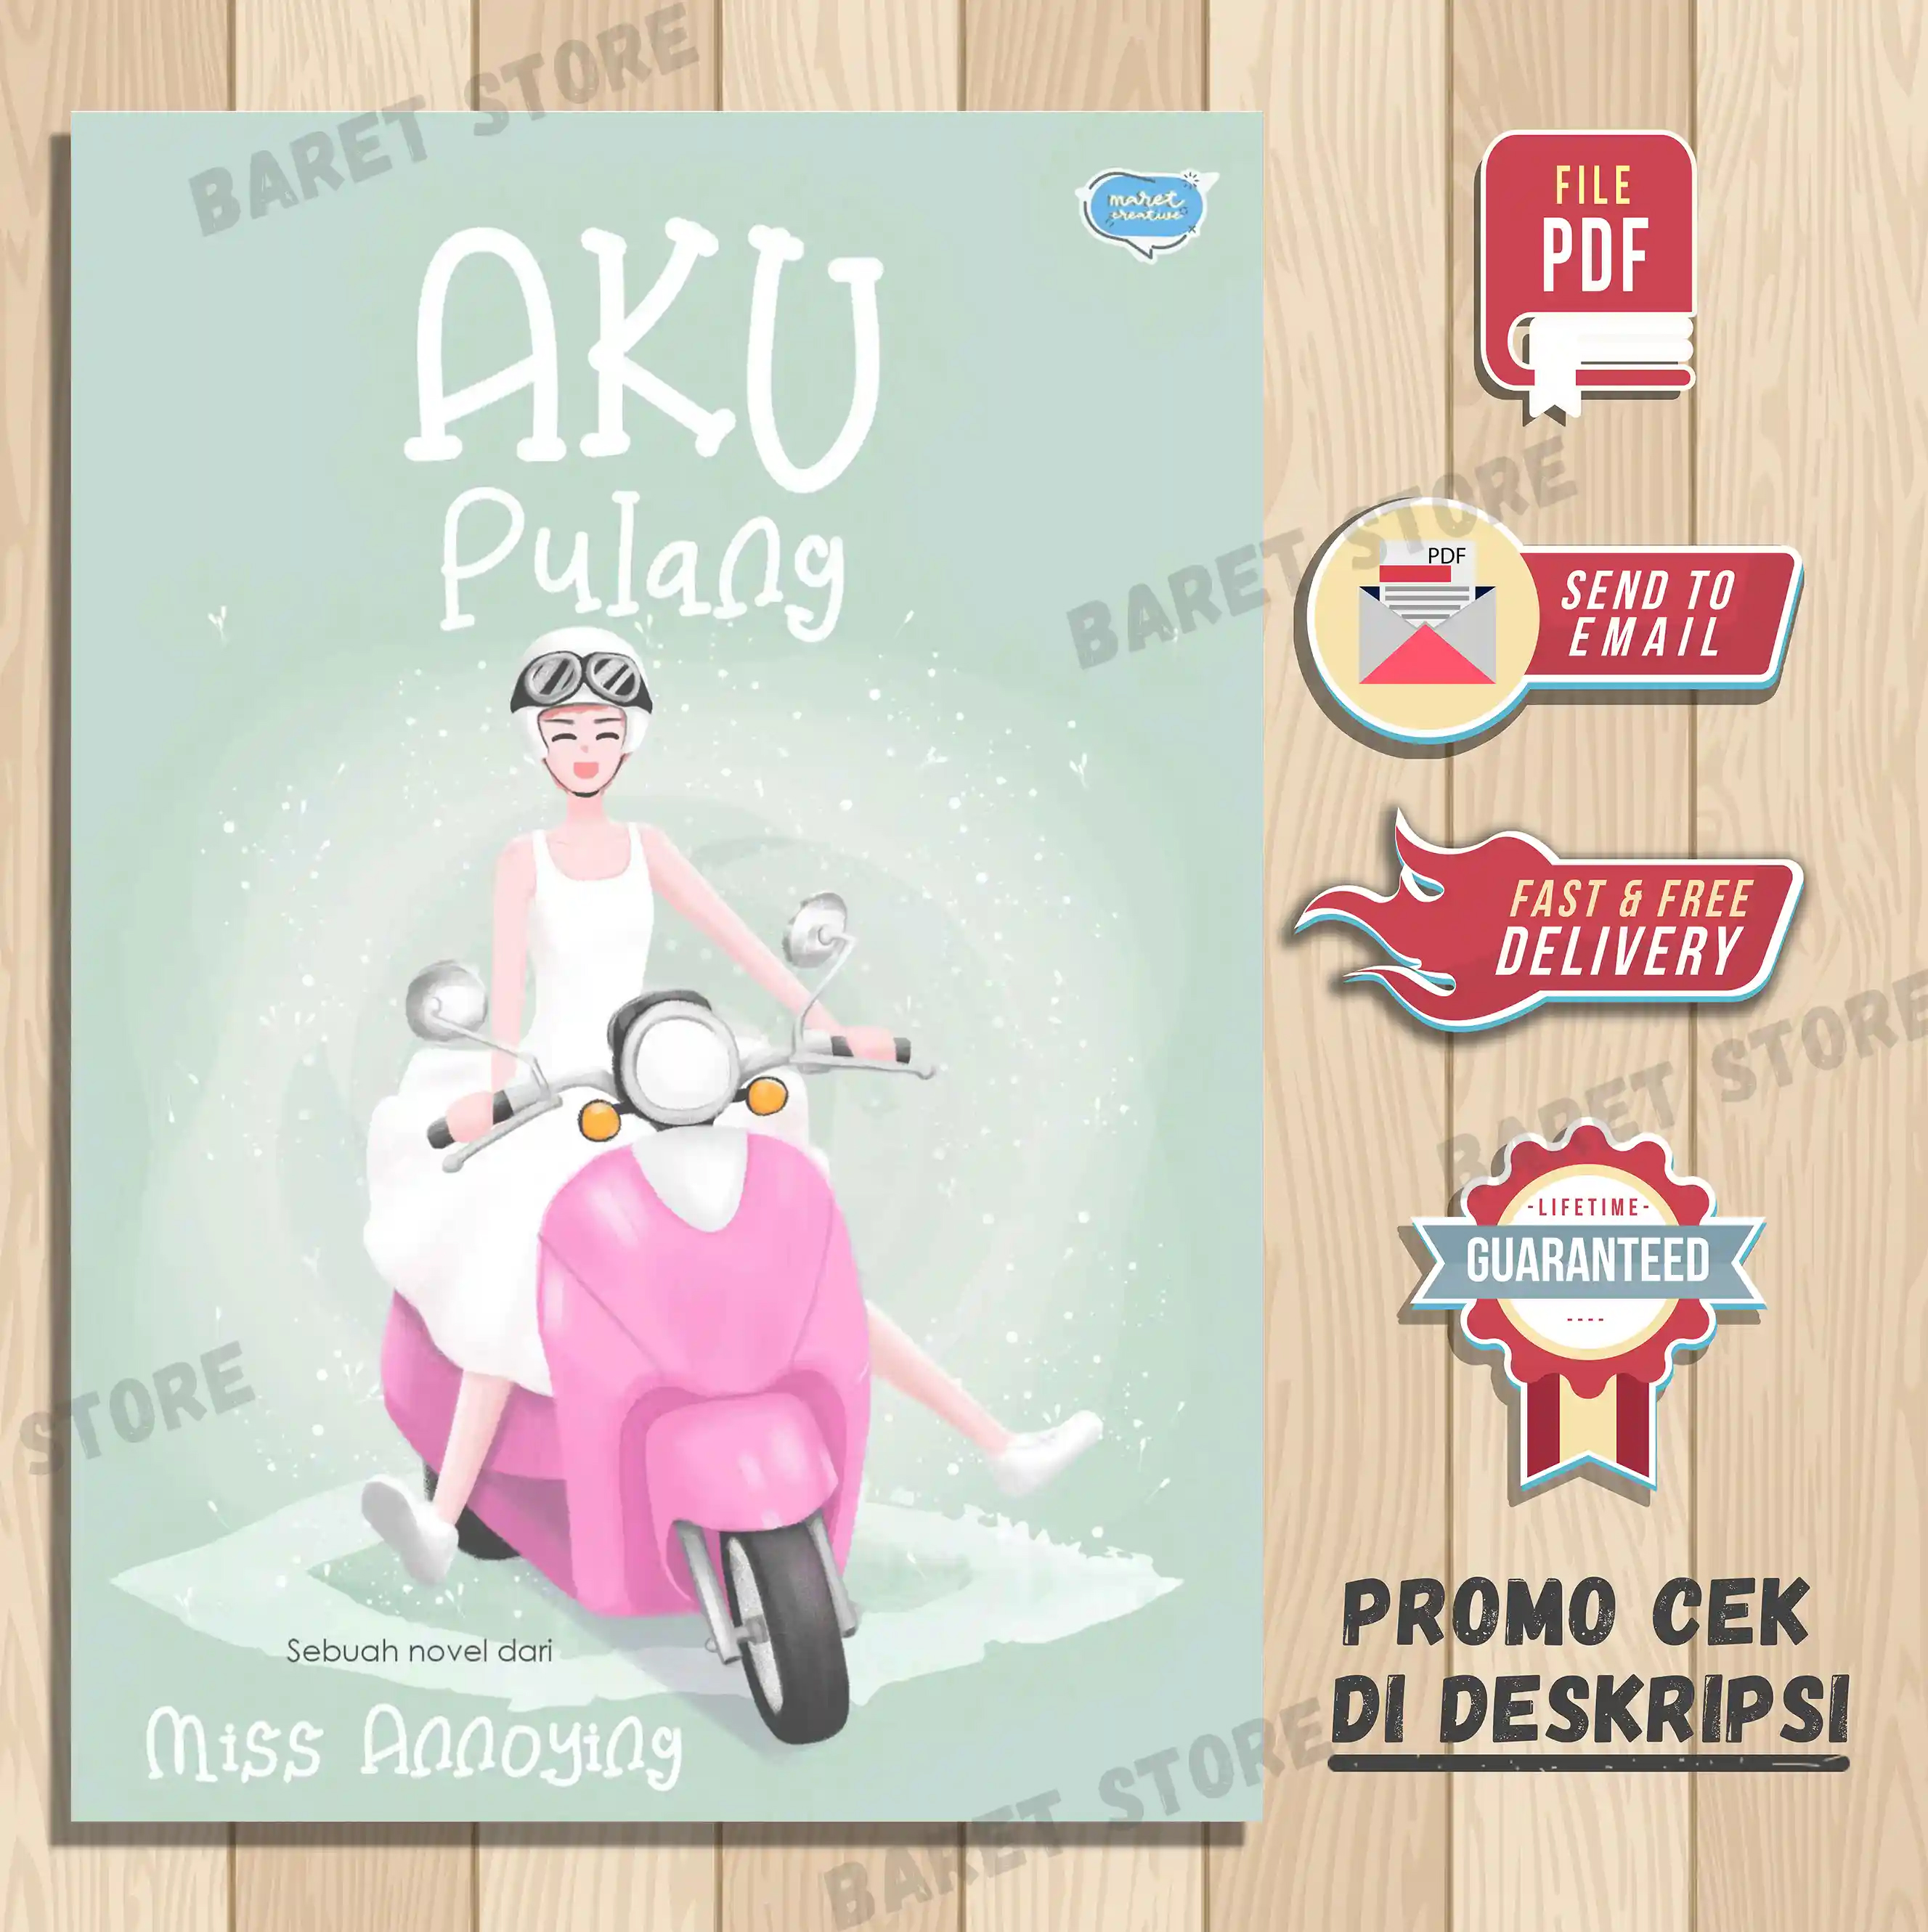 BARET STORE
maret
creative
AKU
Pulang
Sebuah novel dari
Miss Annoying
FILE
PDF
BARET STORE
PDF
SEND TO
EMAIL
FAST & FREE
DELIVERY
BARET STORE
-LIFETIME-
GUARANTEED
STORE
PROMO CEK
DI DESKRIPSI
BARET STORE